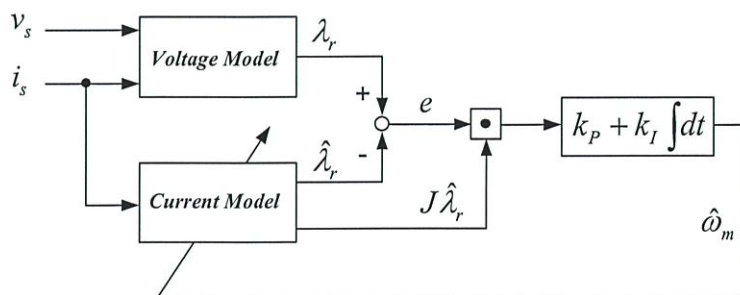 v_s
i_s
Voltage Model
λ_r
+
e
-
k_P + k_I ∫dt
Current Model
λ̂_r
Jλ̂_r
ω̂_m